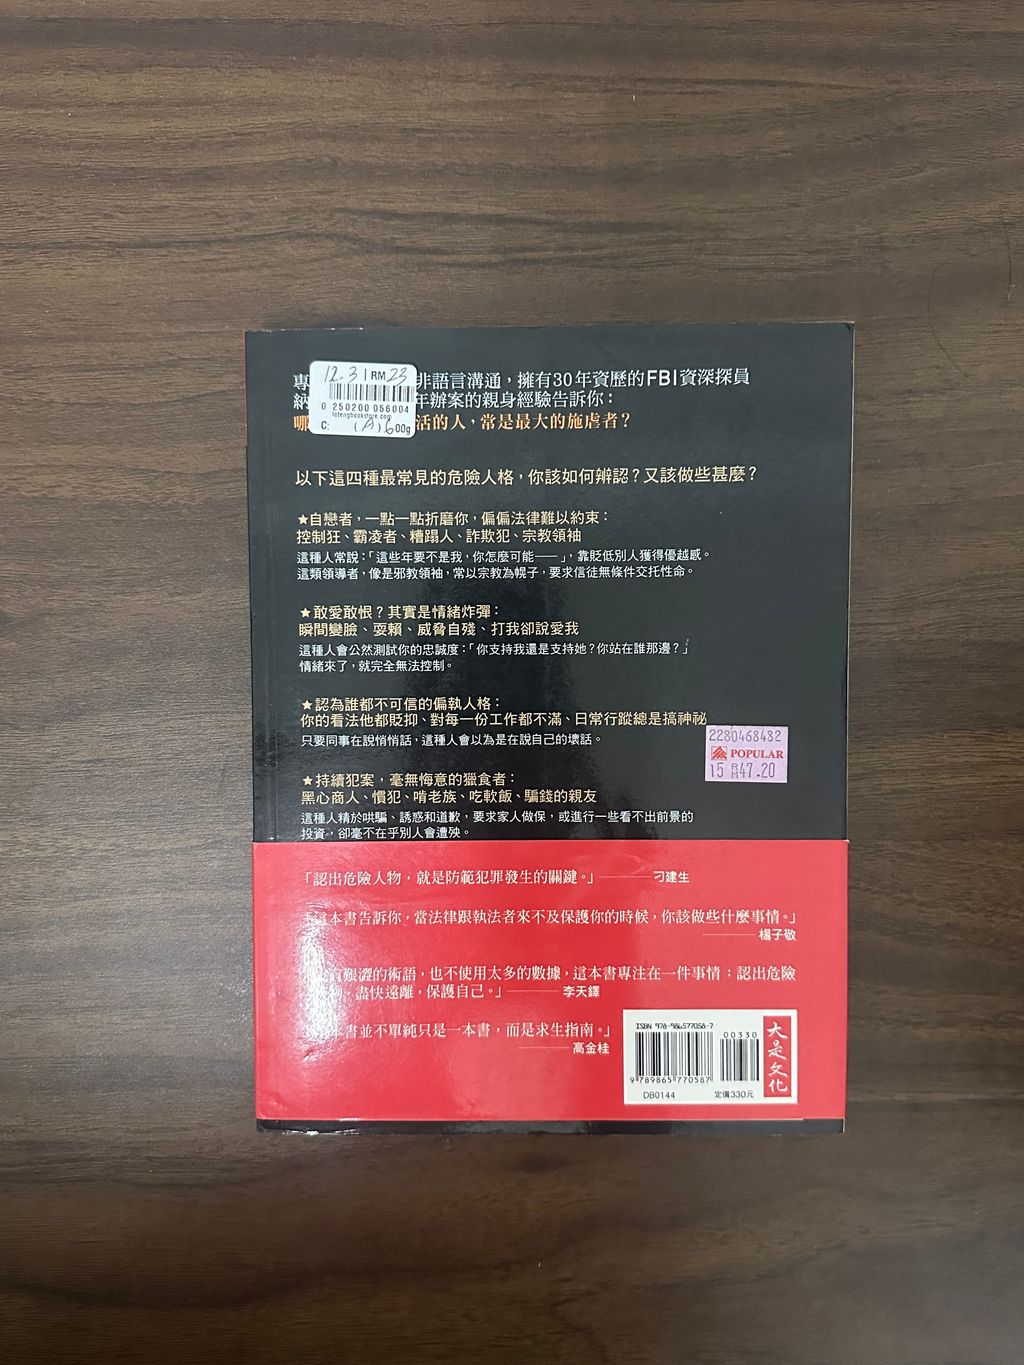 12.31 RM 23
0 250200 056004
lotengbookstore.com
C: 600g
專 非語言溝通，擁有30年資歷的FBI資深探員
納 年辦案的親身經驗告訴你：
哪 活的人，常是最大的施虐者？
以下這四種最常見的危險人格，你該如何辨認？又該做些甚麼？
★自戀者，一點一點折磨你，偏偏法律難以約束：
控制狂、霸凌者、糟蹋人、詐欺犯、宗教領袖
這種人常說：「這些年要不是我，你怎麼可能——」，靠貶低別人獲得優越感。
這類領導者，像是邪教領袖，常以宗教為幌子，要求信徒無條件交托性命。
★敢愛敢恨？其實是情緒炸彈：
瞬間變臉、耍賴、威脅自殘、打我卻說愛我
這種人會公然測試你的忠誠度：「你支持我還是支持她？你站在誰那邊？」
情緒來了，就完全無法控制。
★認為誰都不可信的偏執人格：
你的看法他都貶抑、對每一份工作都不滿、日常行蹤總是搞神祕
只要同事在說悄悄話，這種人會以為是在說自己的壞話。
2280468482
POPULAR
15 RM47.20
★持續犯案，毫無悔意的獵食者：
黑心商人、慣犯、啃老族、吃軟飯、騙錢的親友
這種人精於哄騙、誘惑和道歉，要求家人做保，或進行一些看不出前景的
投資，卻毫不在乎別人會遭殃。
「認出危險人物，就是防範犯罪發生的關鍵。」———刁建生
「這本書告訴你，當法律跟執法者來不及保護你的時候，你該做些什麼事情。」
———楊子敬
有艱澀的術語，也不使用太多的數據，這本書專注在一件事情：認出危險
物，盡快遠離，保護自己。」———李天鐸
本書並不單純只是一本書，而是求生指南。」
———高金桂
ISBN 978-986-5770-58-7
00330
9 789865 770587
DB0144 定價330元
大是文化